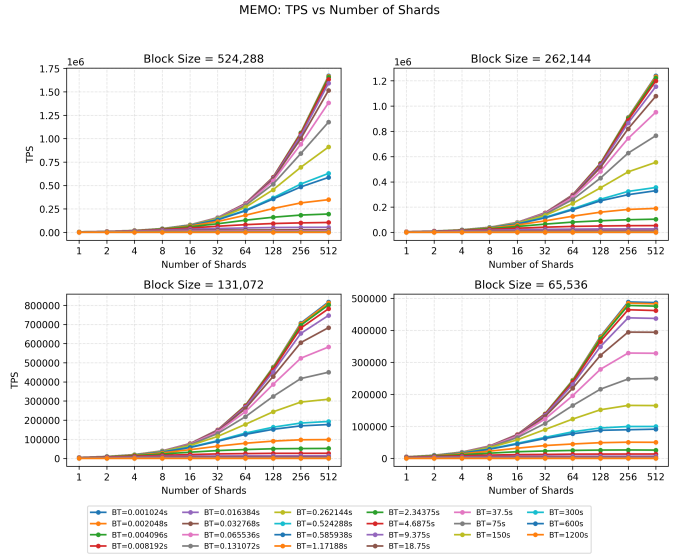 MEMO: TPS vs Number of Shards
Block Size = 524,288
1e6
1.75
1.50
1.25
1.00
0.75
0.50
0.25
0.00
TPS
1 2 4 8 16 32 64 128 256 512
Number of Shards
Block Size = 262,144
1e6
1.2
1.0
0.8
0.6
0.4
0.2
0.0
1 2 4 8 16 32 64 128 256 512
Number of Shards
Block Size = 131,072
800000
700000
600000
500000
400000
300000
200000
100000
0
TPS
1 2 4 8 16 32 64 128 256 512
Number of Shards
Block Size = 65,536
500000
400000
300000
200000
100000
0
1 2 4 8 16 32 64 128 256 512
Number of Shards
BT=0.001024s BT=0.016384s BT=0.262144s BT=2.34375s BT=37.5s BT=300s
BT=0.002048s BT=0.032768s BT=0.524288s BT=4.6875s BT=75s BT=600s
BT=0.004096s BT=0.065536s BT=0.585938s BT=9.375s BT=150s BT=1200s
BT=0.008192s BT=0.131072s BT=1.17188s BT=18.75s